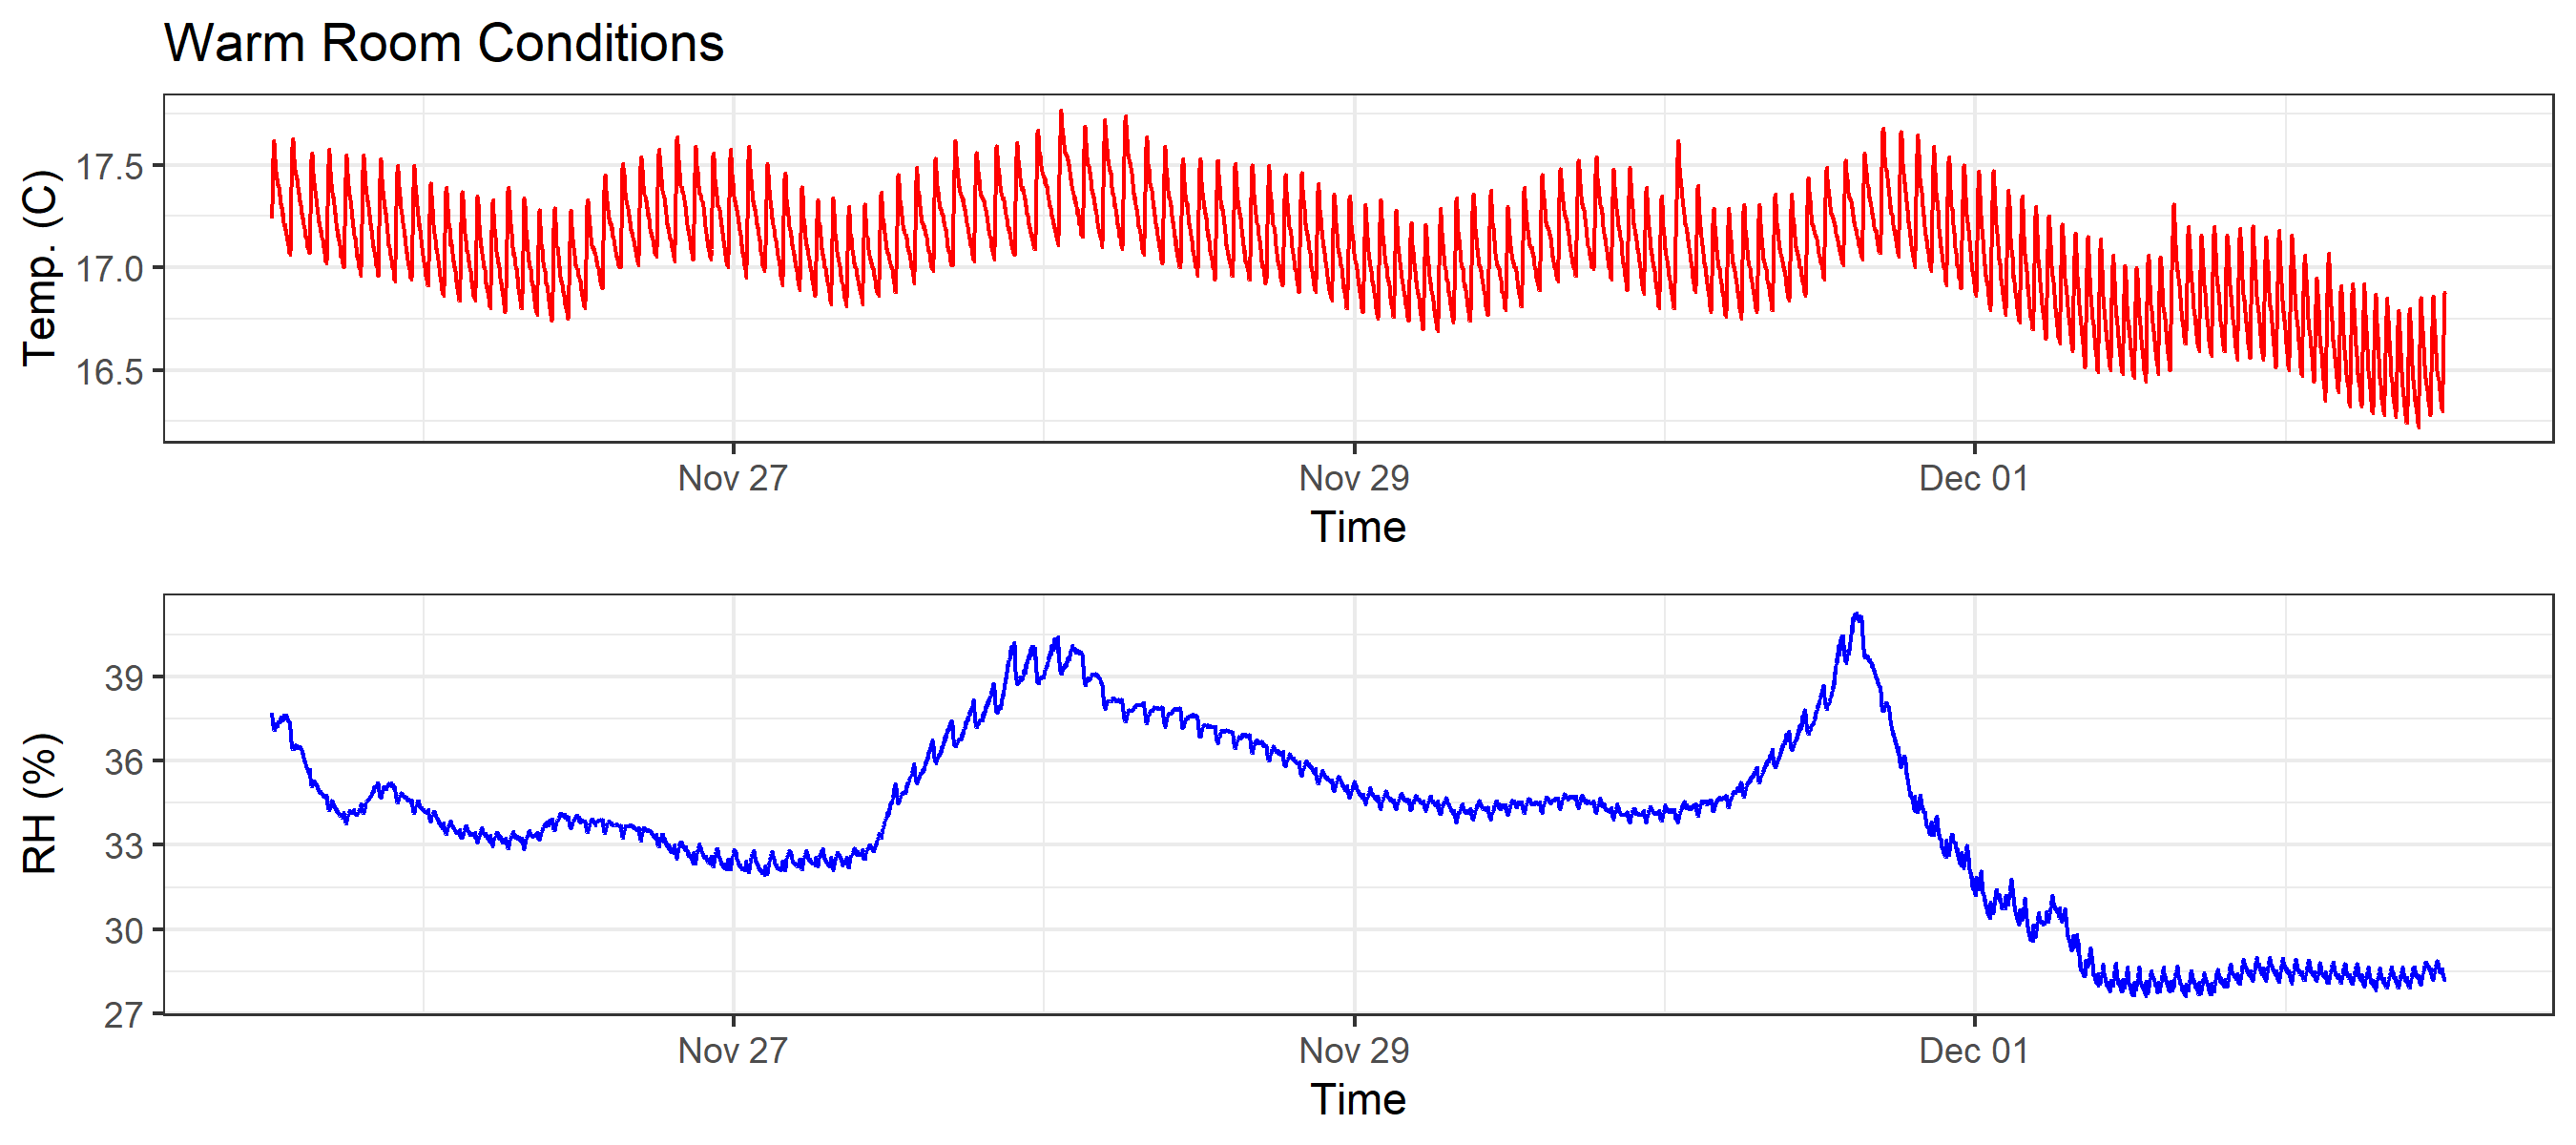 Warm Room Conditions
Temp. (C)
17.5
17.0
16.5
Nov 27 Nov 29 Dec 01
Time
RH (%)
39
36
33
30
27
Nov 27 Nov 29 Dec 01
Time